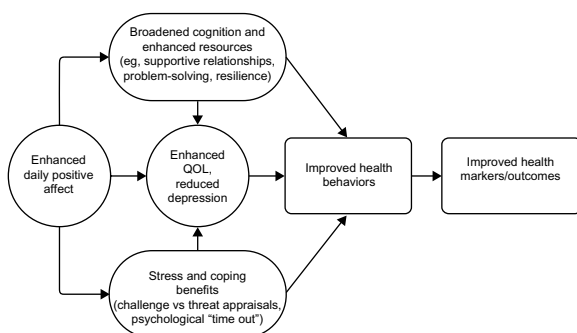 Broadened cognition and
enhanced resources
(eg, supportive relationships,
problem-solving, resilience)
Enhanced
daily positive
affect
Enhanced
QOL,
reduced
depression
Improved health
behaviors
Improved health
markers/outcomes
Stress and coping
benefits
(challenge vs threat appraisals,
psychological “time out”)